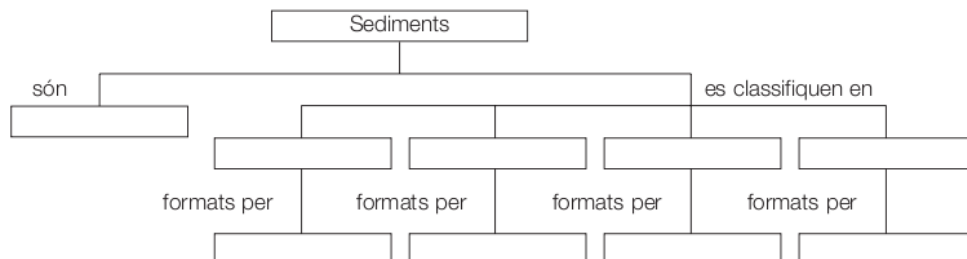 Sediments
són
es classifiquen en
formats per formats per formats per formats per